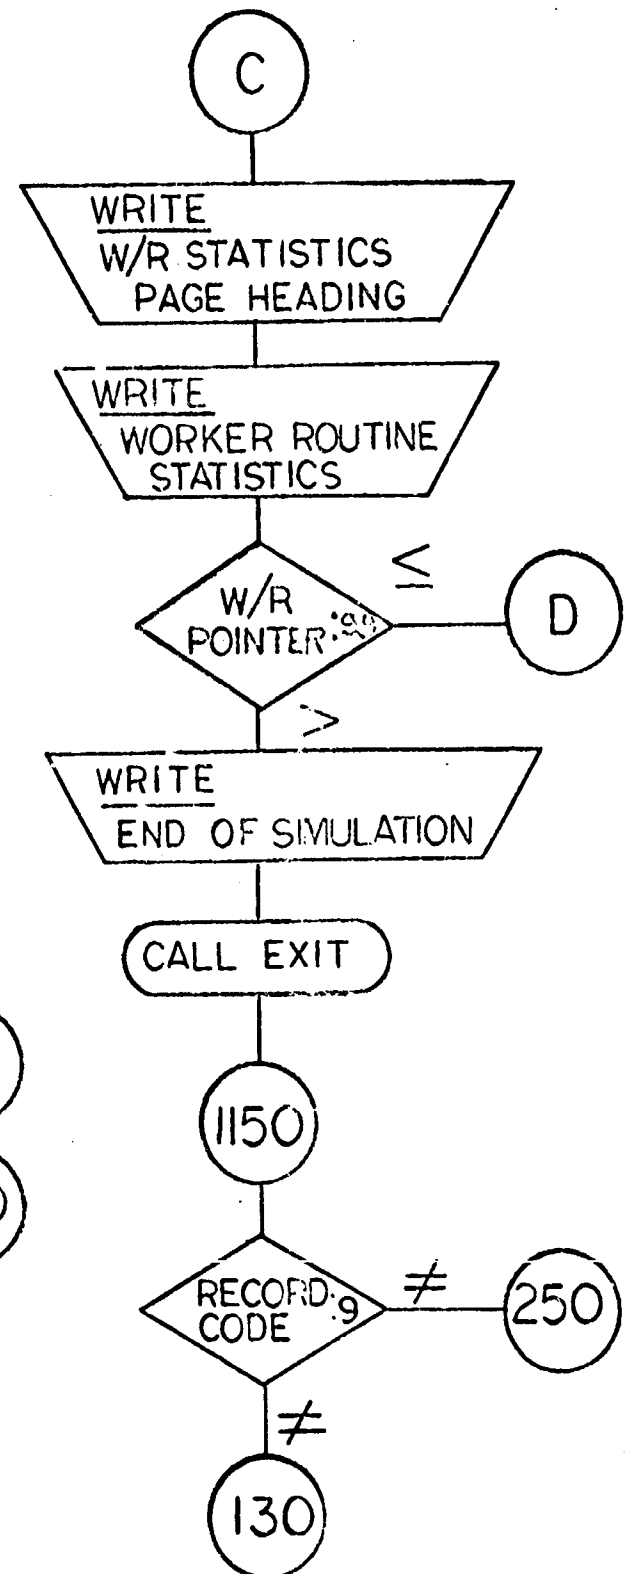 C
WRITE
W/R STATISTICS
PAGE HEADING
WRITE
WORKER ROUTINE
STATISTICS
≤
W/R
POINTER:
D
>
WRITE
END OF SIMULATION
CALL EXIT
1150
≠
RECORD:9
CODE
250
≠
130